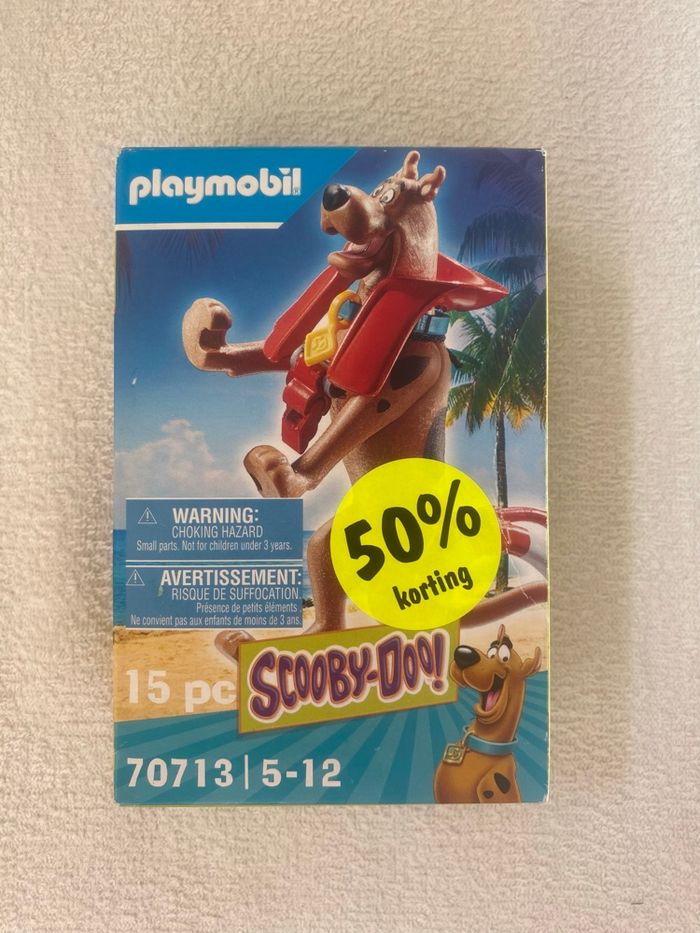 playmobil
50%
korting
WARNING:
CHOKING HAZARD
Small parts. Not for children under 3 years.
AVERTISSEMENT:
RISQUE DE SUFFOCATION.
Présence de petits éléments.
Ne convient pas aux enfants de moins de 3 ans.
15 pc
SCOOBY-DOO!
70713 | 5-12